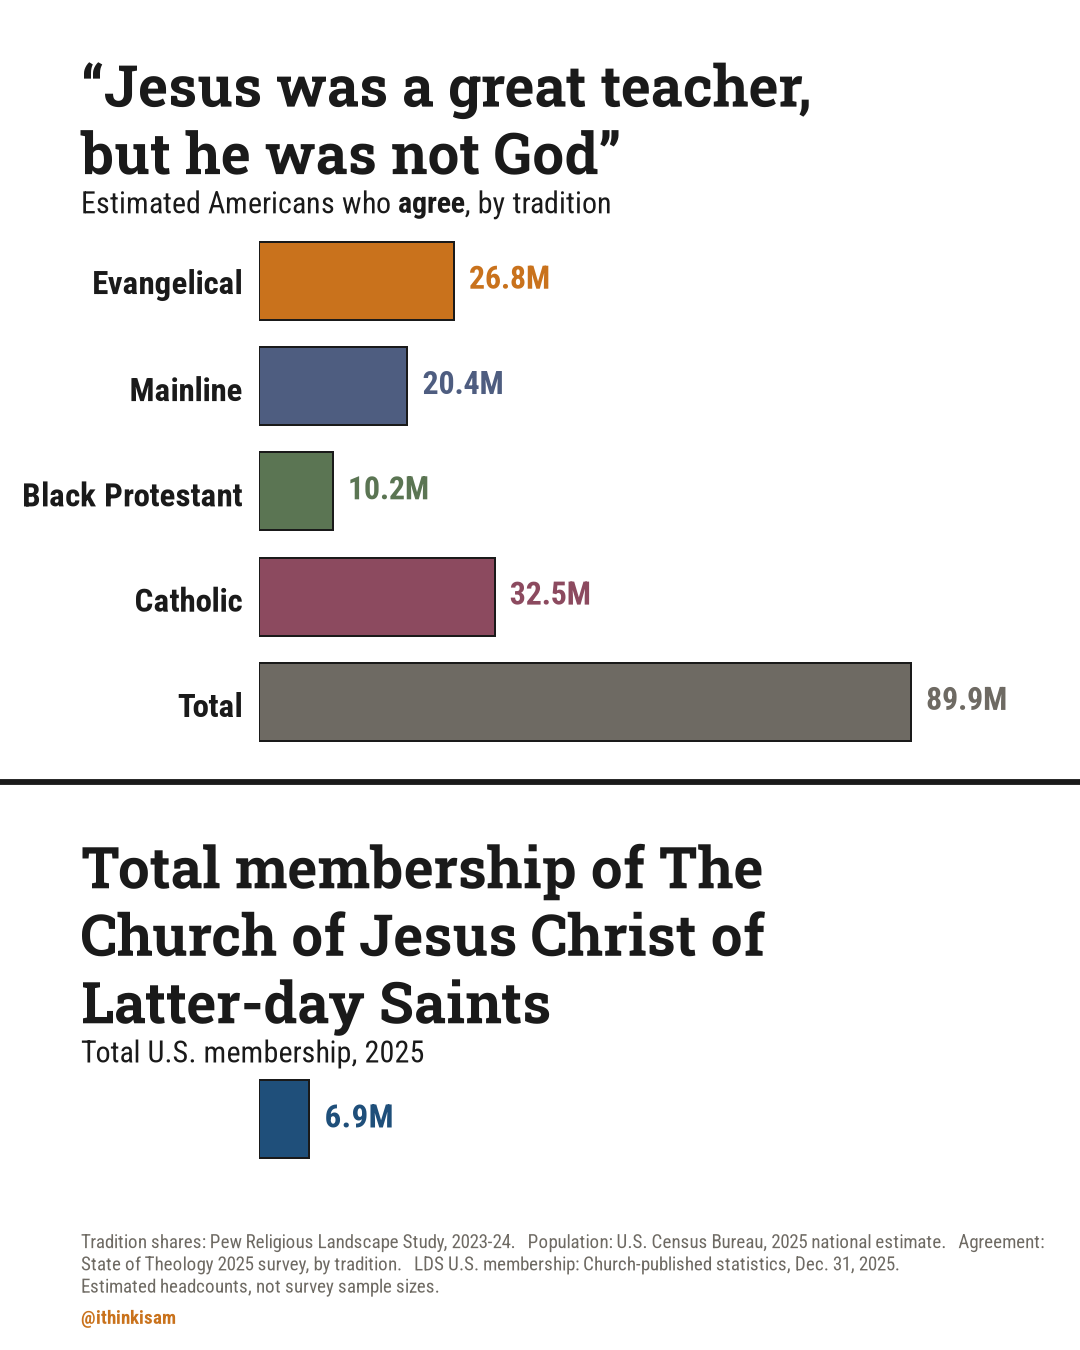 “Jesus was a great teacher,
but he was not God”
Estimated Americans who agree, by tradition
Evangelical 26.8M
Mainline 20.4M
Black Protestant 10.2M
Catholic 32.5M
Total 89.9M
Total membership of The
Church of Jesus Christ of
Latter-day Saints
Total U.S. membership, 2025
6.9M
Tradition shares: Pew Religious Landscape Study, 2023-24. Population: U.S. Census Bureau, 2025 national estimate. Agreement:
State of Theology 2025 survey, by tradition. LDS U.S. membership: Church-published statistics, Dec. 31, 2025.
Estimated headcounts, not survey sample sizes.
@ithinkisam